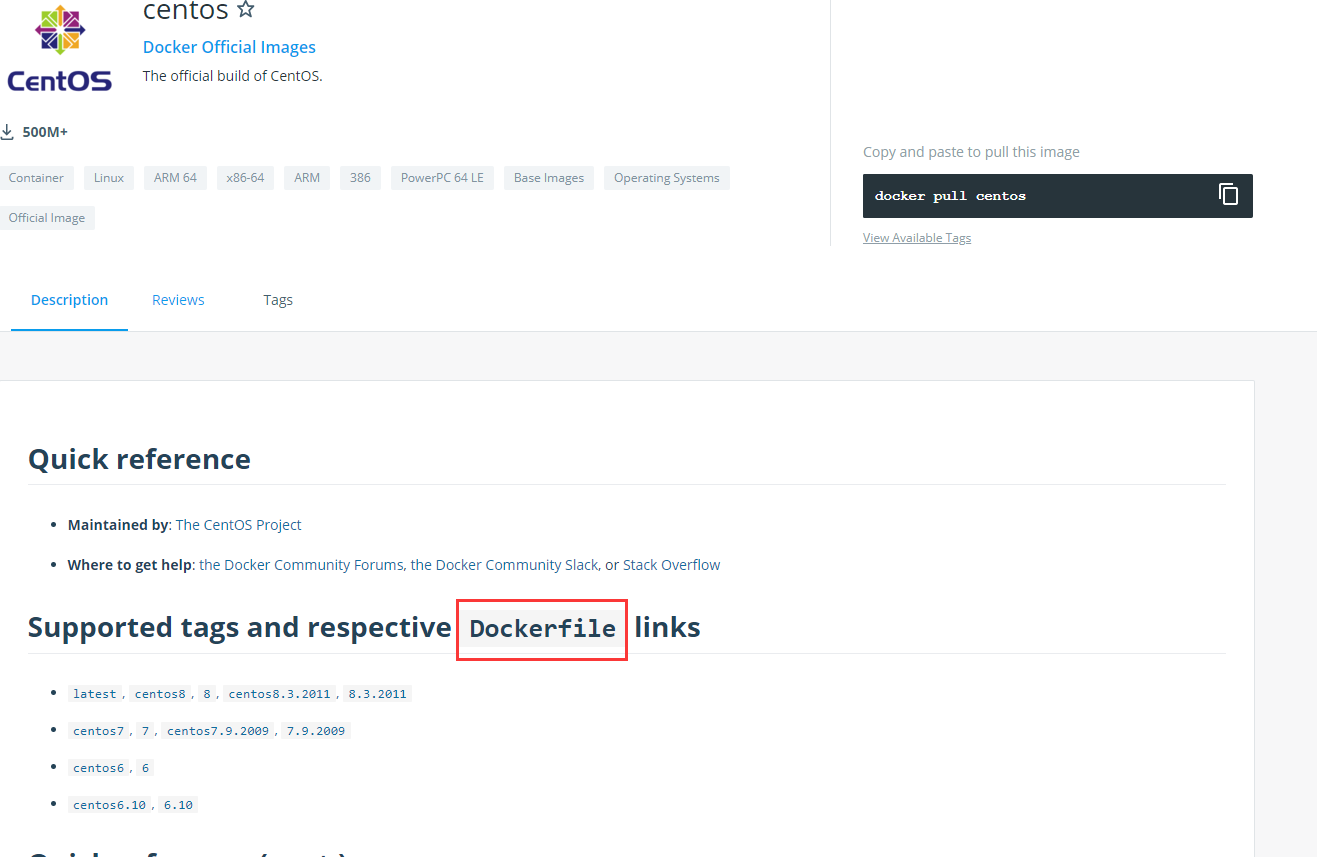 centos
Docker Official Images
CentOS
The official build of CentOS.
500M+
Container Linux ARM 64 x86-64 ARM 386 PowerPC 64 LE Base Images Operating Systems
Official Image
Copy and paste to pull this image
docker pull centos
View Available Tags
Description Reviews Tags
Quick reference
• Maintained by: The CentOS Project
• Where to get help: the Docker Community Forums, the Docker Community Slack, or Stack Overflow
Supported tags and respective Dockerfile links
• latest, centos8, 8, centos8.3.2011, 8.3.2011
• centos7, 7, centos7.9.2009, 7.9.2009
• centos6, 6
• centos6.10, 6.10